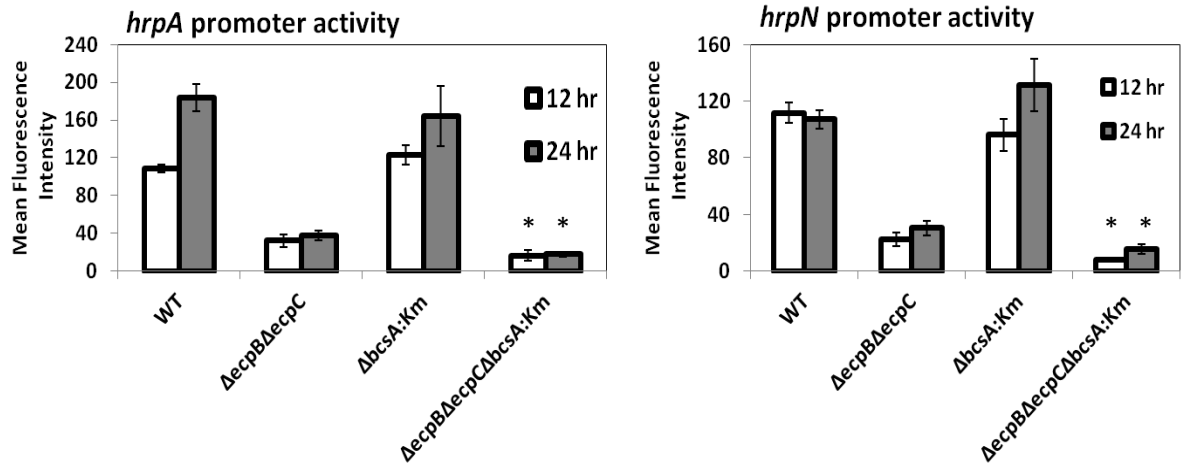 hrpA promoter activity
Mean Fluorescence
Intensity
240
200
160
120
80
40
0
12 hr
24 hr
* *
WT
ΔecpBΔecpC
ΔbcsA:Km
ΔecpBΔecpCΔbcsA:Km
hrpN promoter activity
Mean Fluorescence
Intensity
160
120
80
40
0
12 hr
24 hr
* *
WT
ΔecpBΔecpC
ΔbcsA:Km
ΔecpBΔecpCΔbcsA:Km